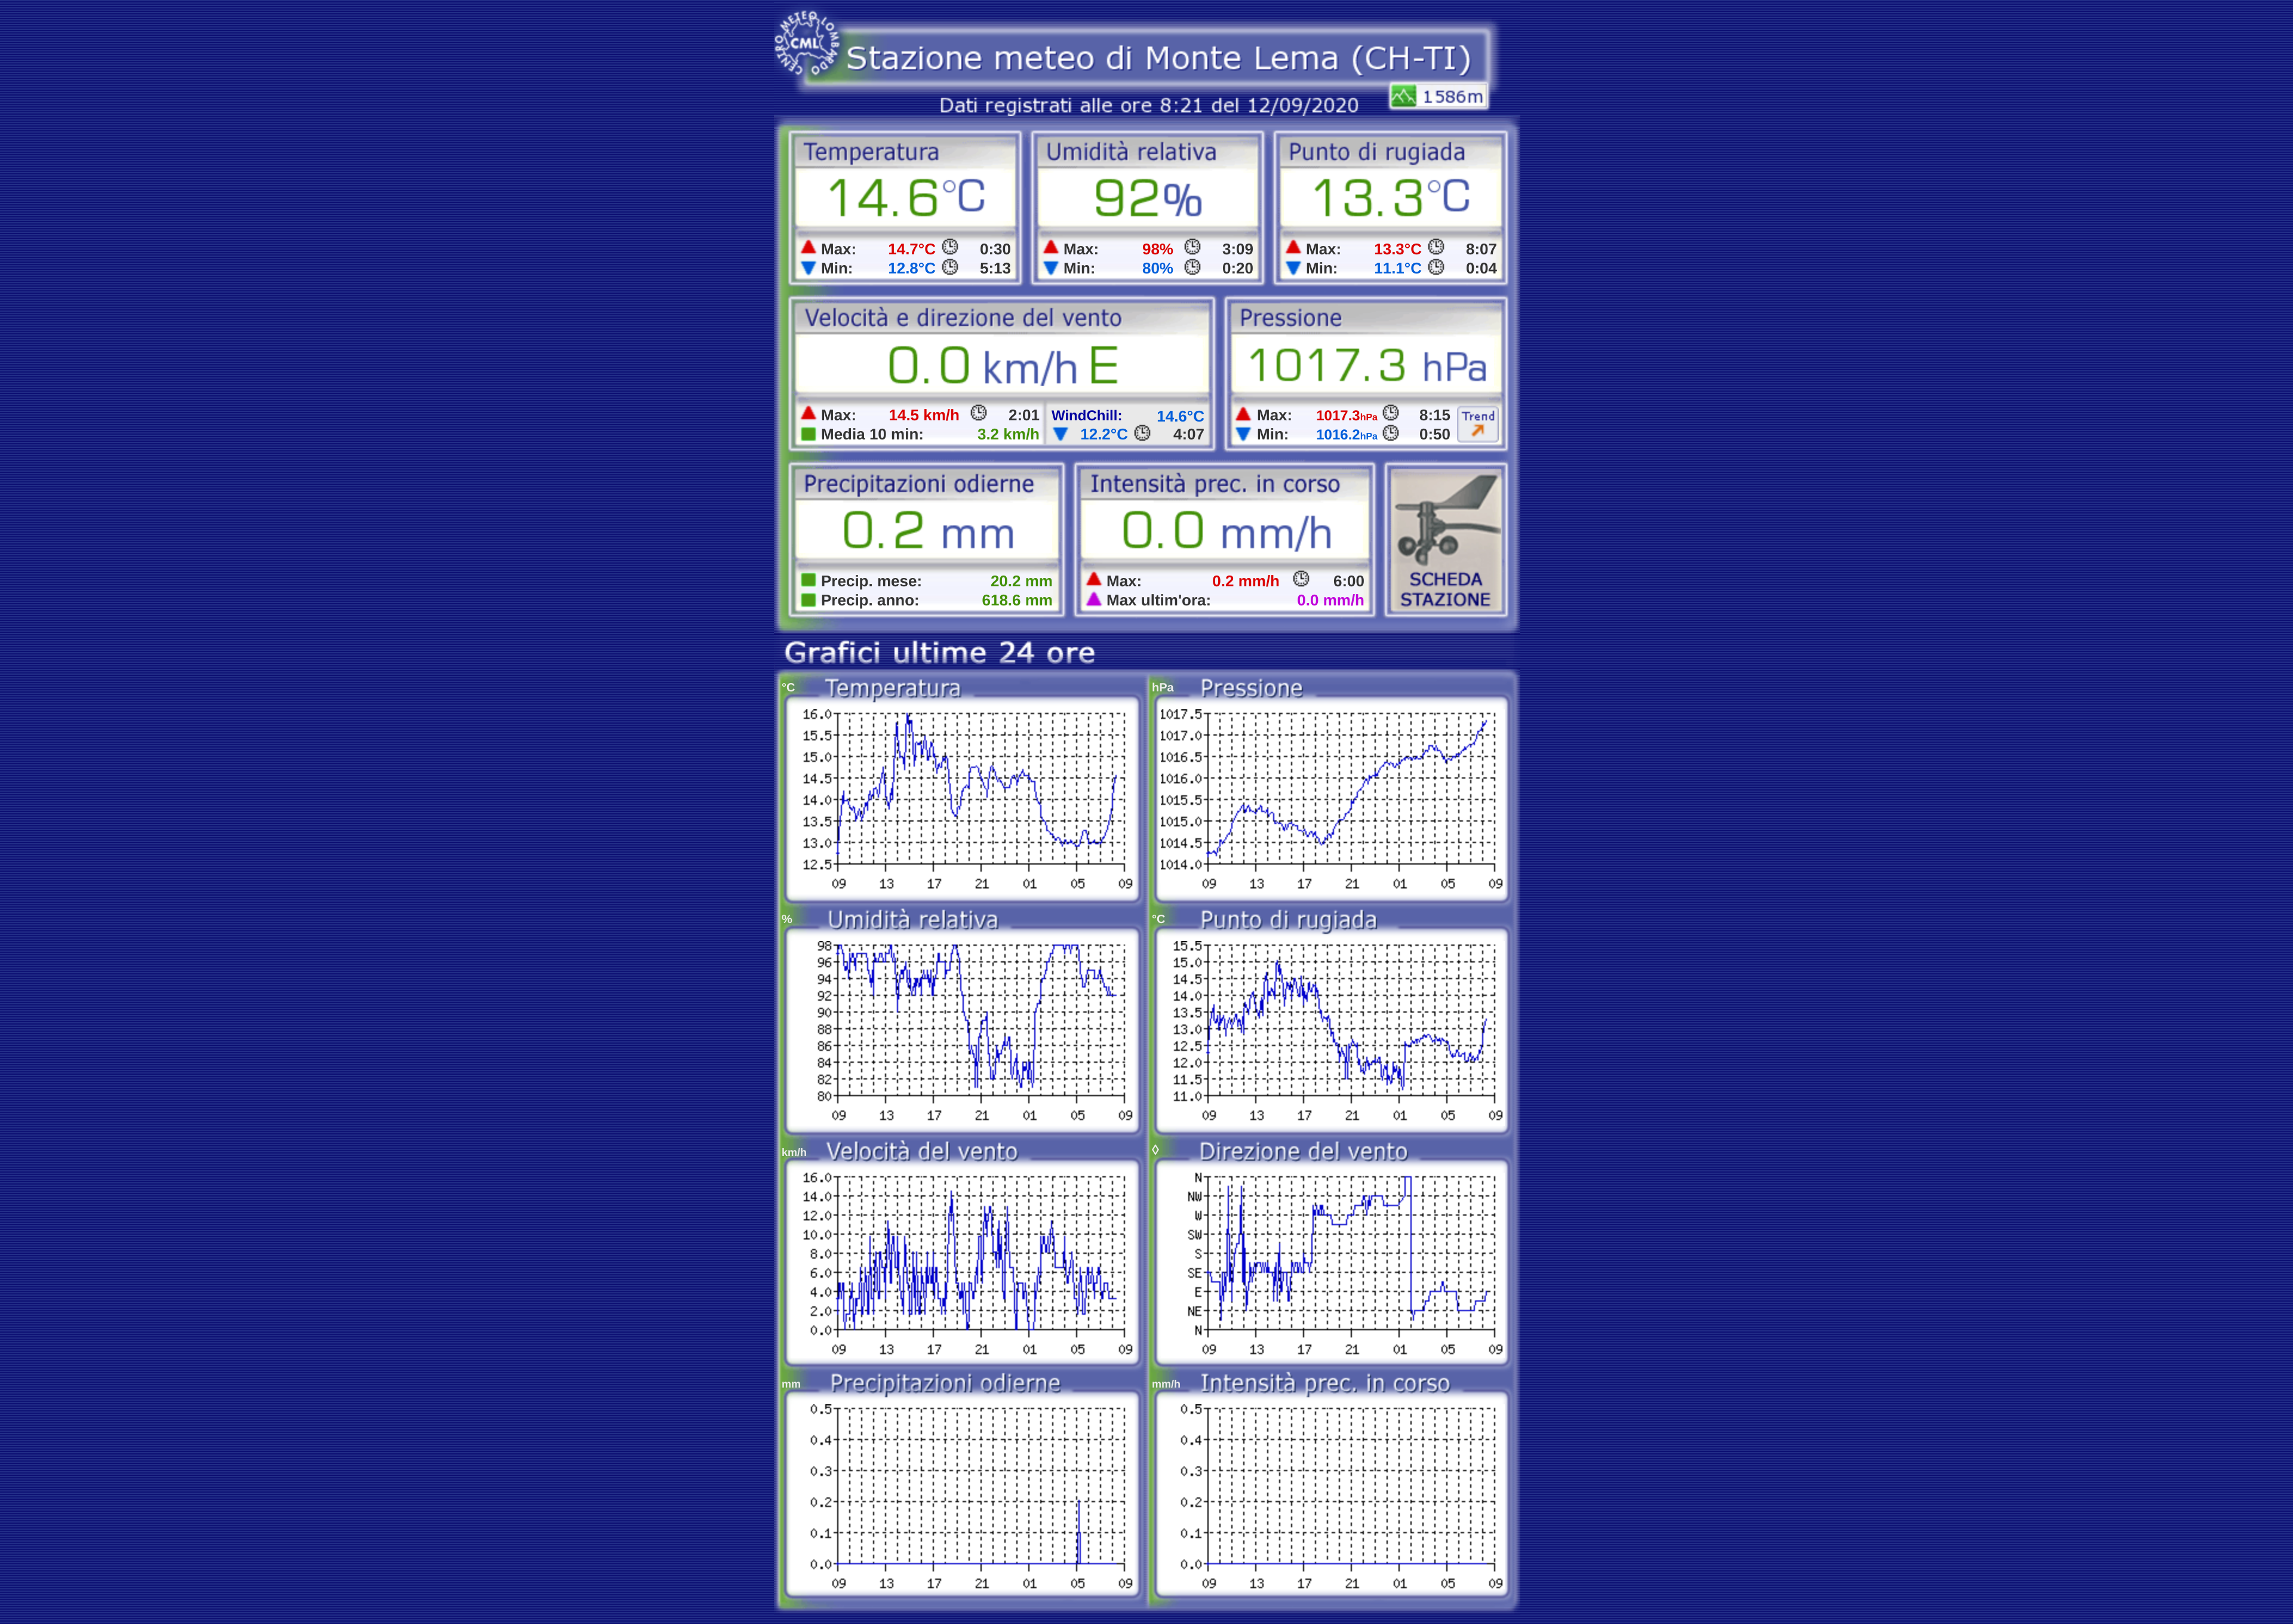 CENTRO METEO LOMBARDO
CML
Stazione meteo di Monte Lema (CH-TI)
1586m
Dati registrati alle ore 8:21 del 12/09/2020
Temperatura Umidità relativa Punto di rugiada
14.6°C 92% 13.3°C
Max: 14.7°C 0:30 Max: 98% 3:09 Max: 13.3°C 8:07
Min: 12.8°C 5:13 Min: 80% 0:20 Min: 11.1°C 0:04
Velocità e direzione del vento Pressione
0.0 km/h E 1017.3 hPa
Max: 14.5 km/h 2:01 WindChill: 14.6°C Max: 1017.3hPa 8:15 Trend
Media 10 min: 3.2 km/h 12.2°C 4:07 Min: 1016.2hPa 0:50
Precipitazioni odierne Intensità prec. in corso
0.2 mm 0.0 mm/h
Precip. mese: 20.2 mm Max: 0.2 mm/h 6:00 SCHEDA
Precip. anno: 618.6 mm Max ultim'ora: 0.0 mm/h STAZIONE
Grafici ultime 24 ore
°C Temperatura
16.0
15.5
15.0
14.5
14.0
13.5
13.0
12.5
09 13 17 21 01 05 09
hPa Pressione
1017.5
1017.0
1016.5
1016.0
1015.5
1015.0
1014.5
1014.0
09 13 17 21 01 05 09
% Umidità relativa
98
96
94
92
90
88
86
84
82
80
09 13 17 21 01 05 09
°C Punto di rugiada
15.5
15.0
14.5
14.0
13.5
13.0
12.5
12.0
11.5
11.0
09 13 17 21 01 05 09
km/h Velocità del vento
16.0
14.0
12.0
10.0
8.0
6.0
4.0
2.0
0.0
09 13 17 21 01 05 09
◊ Direzione del vento
N
NW
W
SW
S
SE
E
NE
N
09 13 17 21 01 05 09
mm Precipitazioni odierne
0.5
0.4
0.3
0.2
0.1
0.0
09 13 17 21 01 05 09
mm/h Intensità prec. in corso
0.5
0.4
0.3
0.2
0.1
0.0
09 13 17 21 01 05 09